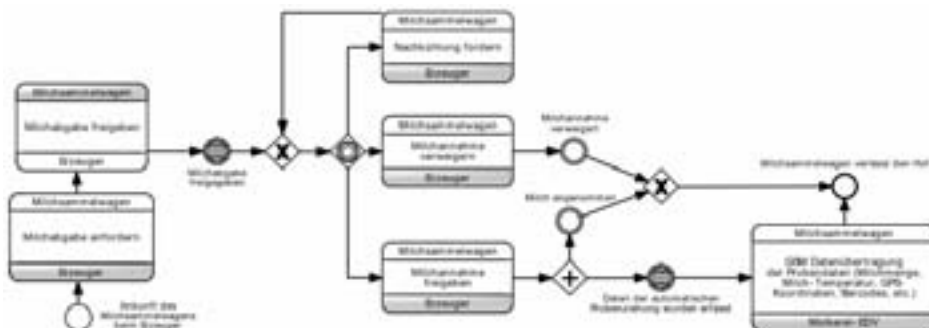 Milchsammelwagen
Nachkühlung fordern
Erzeuger
Milchsammelwagen
Milchabgabe freigeben
Erzeuger
Milchabgabe
freigegeben
Milchsammelwagen
Milchannahme
verweigern
Erzeuger
Milchannahme
verweigert
Milchsammelwagen verlässt den Hof
Milch angenommen
Milchsammelwagen
Milchabgabe anfordern
Erzeuger
Milchsammelwagen
Milchannahme
freigeben
Erzeuger
Milchsammelwagen
GSM Datenübertragung
der Probendaten (Milchmenge,
Milch-Temperatur, GPS-
Koordinaten, Barcodes, etc.)
Molkerei-EDV
Ankunft des
Milchsammelwagens
beim Erzeuger
Daten der automatischen
Probenziehung wurden erfasst